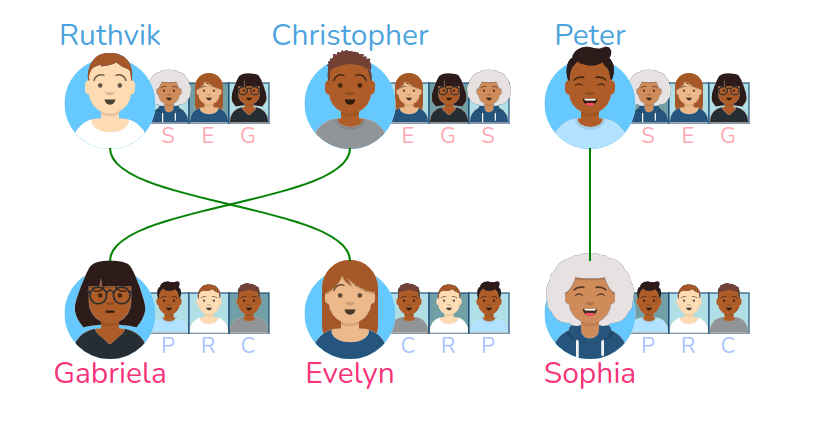 Ruthvik Christopher Peter
S E G E G S S E G
P R C C R P P R C
Gabriela Evelyn Sophia